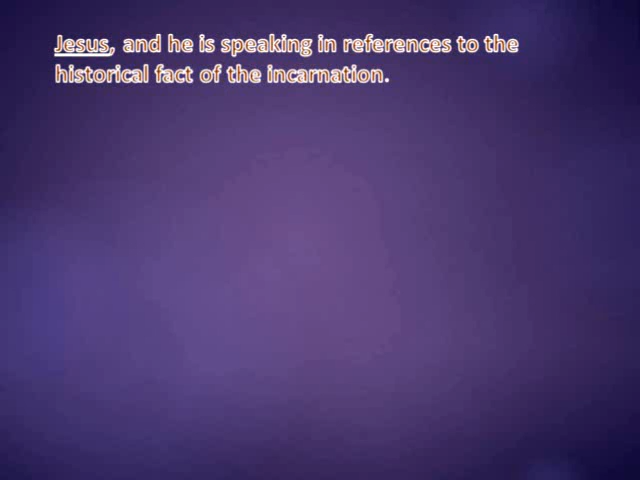 Jesus, and he is speaking in references to the
historical fact of the incarnation.